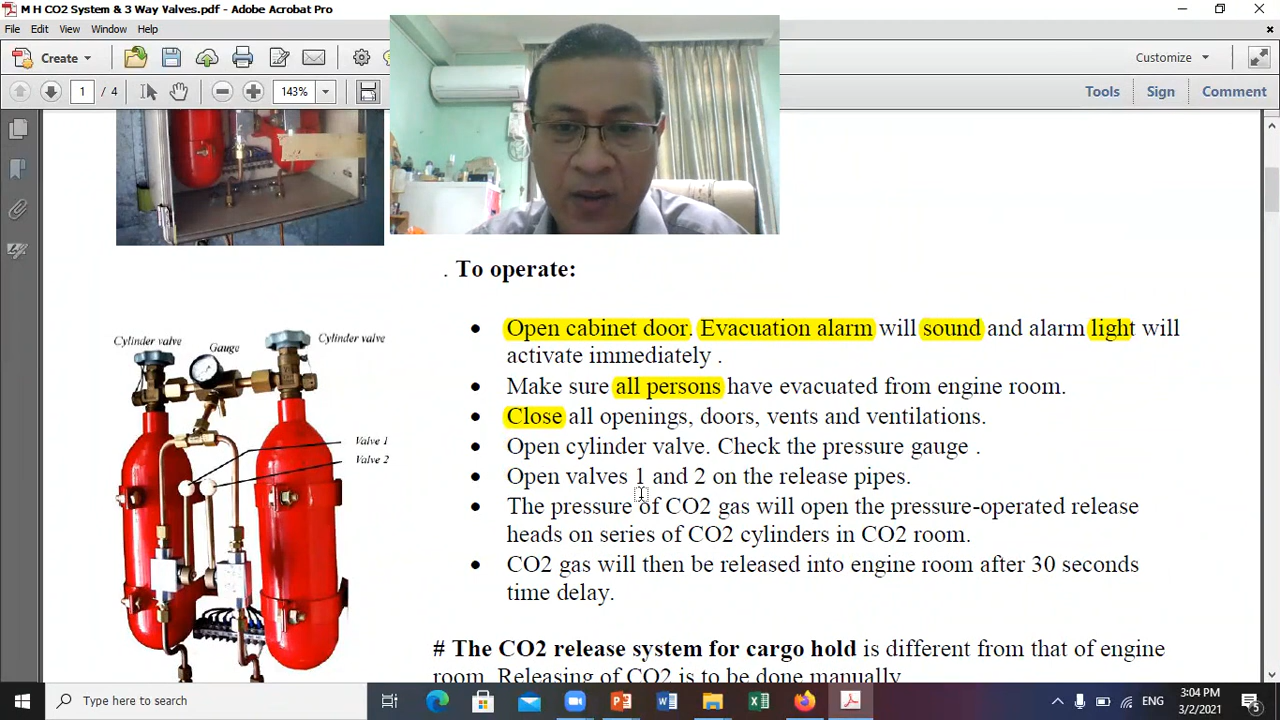 M H CO2 System & 3 Way Valves.pdf - Adobe Acrobat Pro
File Edit View Window Help
Create
Customize
1 / 4
143%
Tools Sign Comment
. To operate:
• Open cabinet door. Evacuation alarm will sound and alarm light will
activate immediately .
• Make sure all persons have evacuated from engine room.
• Close all openings, doors, vents and ventilations.
• Open cylinder valve. Check the pressure gauge .
• Open valves 1 and 2 on the release pipes.
• The pressure of CO2 gas will open the pressure-operated release
heads on series of CO2 cylinders in CO2 room.
• CO2 gas will then be released into engine room after 30 seconds
time delay.
# The CO2 release system for cargo hold is different from that of engine
room. Releasing of CO2 is to be done manually
Cylinder valve
Gauge
Cylinder valve
Valve 1
Valve 2
Type here to search
ENG
3:04 PM
3/2/2021
5